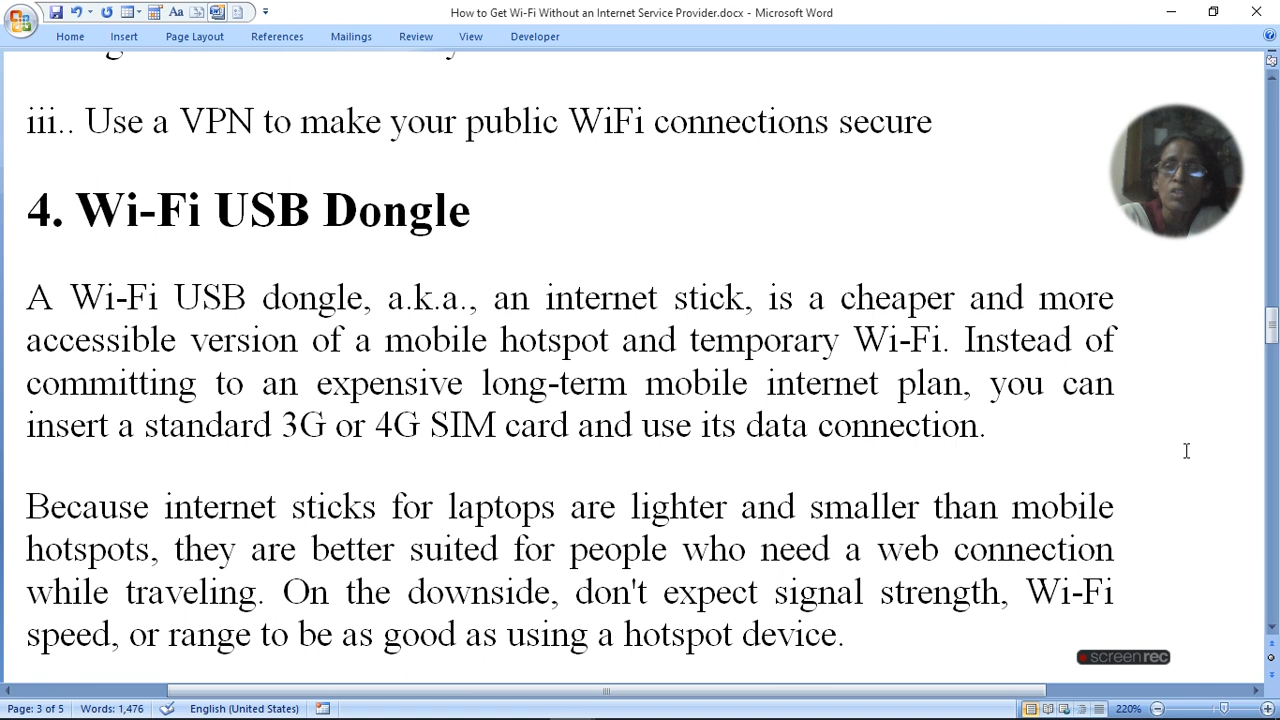 How to Get Wi-Fi Without an Internet Service Provider.docx - Microsoft Word
Home Insert Page Layout References Mailings Review View Developer
iii.. Use a VPN to make your public WiFi connections secure
4. Wi-Fi USB Dongle
A Wi-Fi USB dongle, a.k.a., an internet stick, is a cheaper and more
accessible version of a mobile hotspot and temporary Wi-Fi. Instead of
committing to an expensive long-term mobile internet plan, you can
insert a standard 3G or 4G SIM card and use its data connection.
Because internet sticks for laptops are lighter and smaller than mobile
hotspots, they are better suited for people who need a web connection
while traveling. On the downside, don't expect signal strength, Wi-Fi
speed, or range to be as good as using a hotspot device.
screenrec
Page: 3 of 5 Words: 1,476 English (United States) 220%